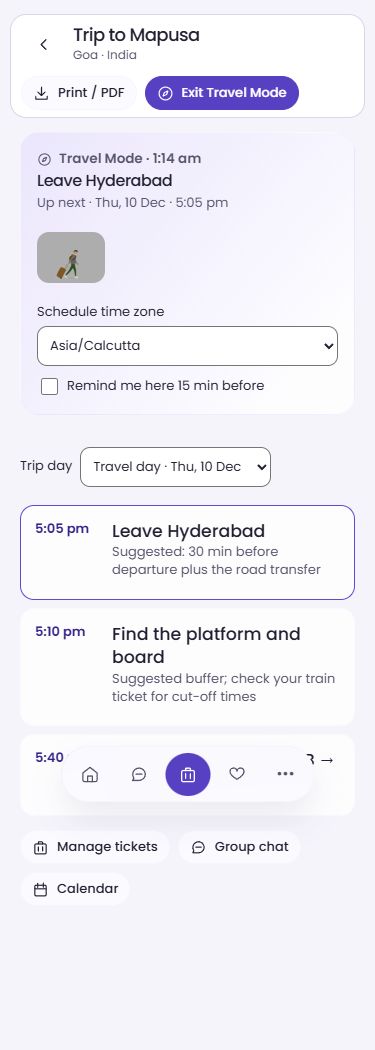 Trip to Mapusa
Goa · India
Print / PDF
Exit Travel Mode
Travel Mode · 1:14 am
Leave Hyderabad
Up next · Thu, 10 Dec · 5:05 pm
Schedule time zone
Asia/Calcutta
Remind me here 15 min before
Trip day
Travel day · Thu, 10 Dec
5:05 pm
Leave Hyderabad
Suggested: 30 min before
departure plus the road transfer
5:10 pm
Find the platform and
board
Suggested buffer; check your train
ticket for cut-off times
5:40
→
Manage tickets
Group chat
Calendar